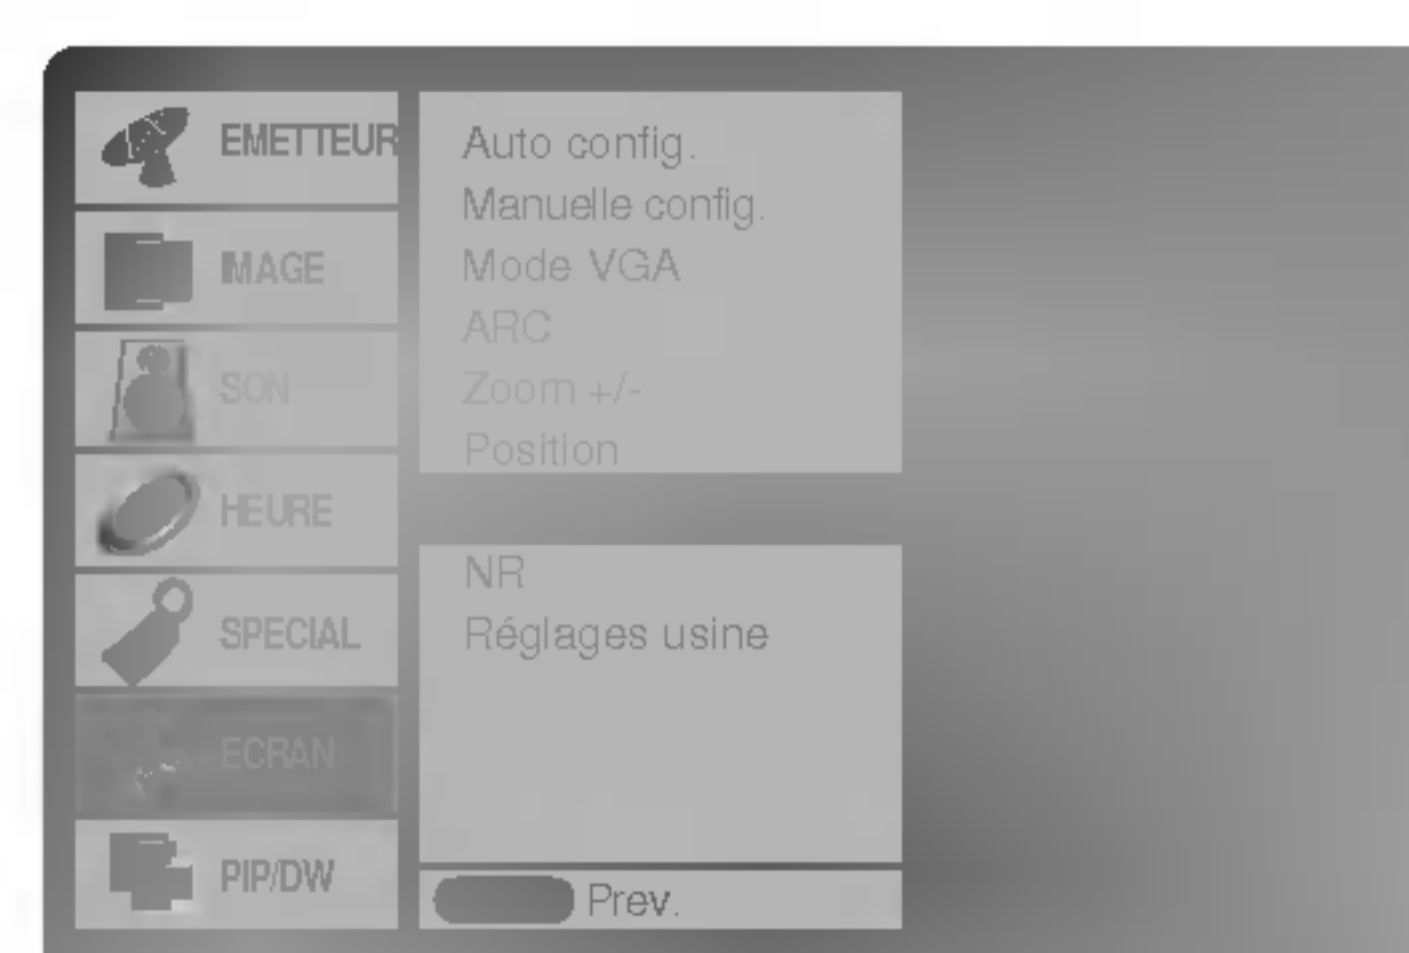 EMETTEUR
IMAGE
SON
HEURE
SPECIAL
ECRAN
PIP/DW
Auto config.
Manuelle config.
Mode VGA
ARC
Zoom +/-
Position
NR
Réglages usine
Prev.